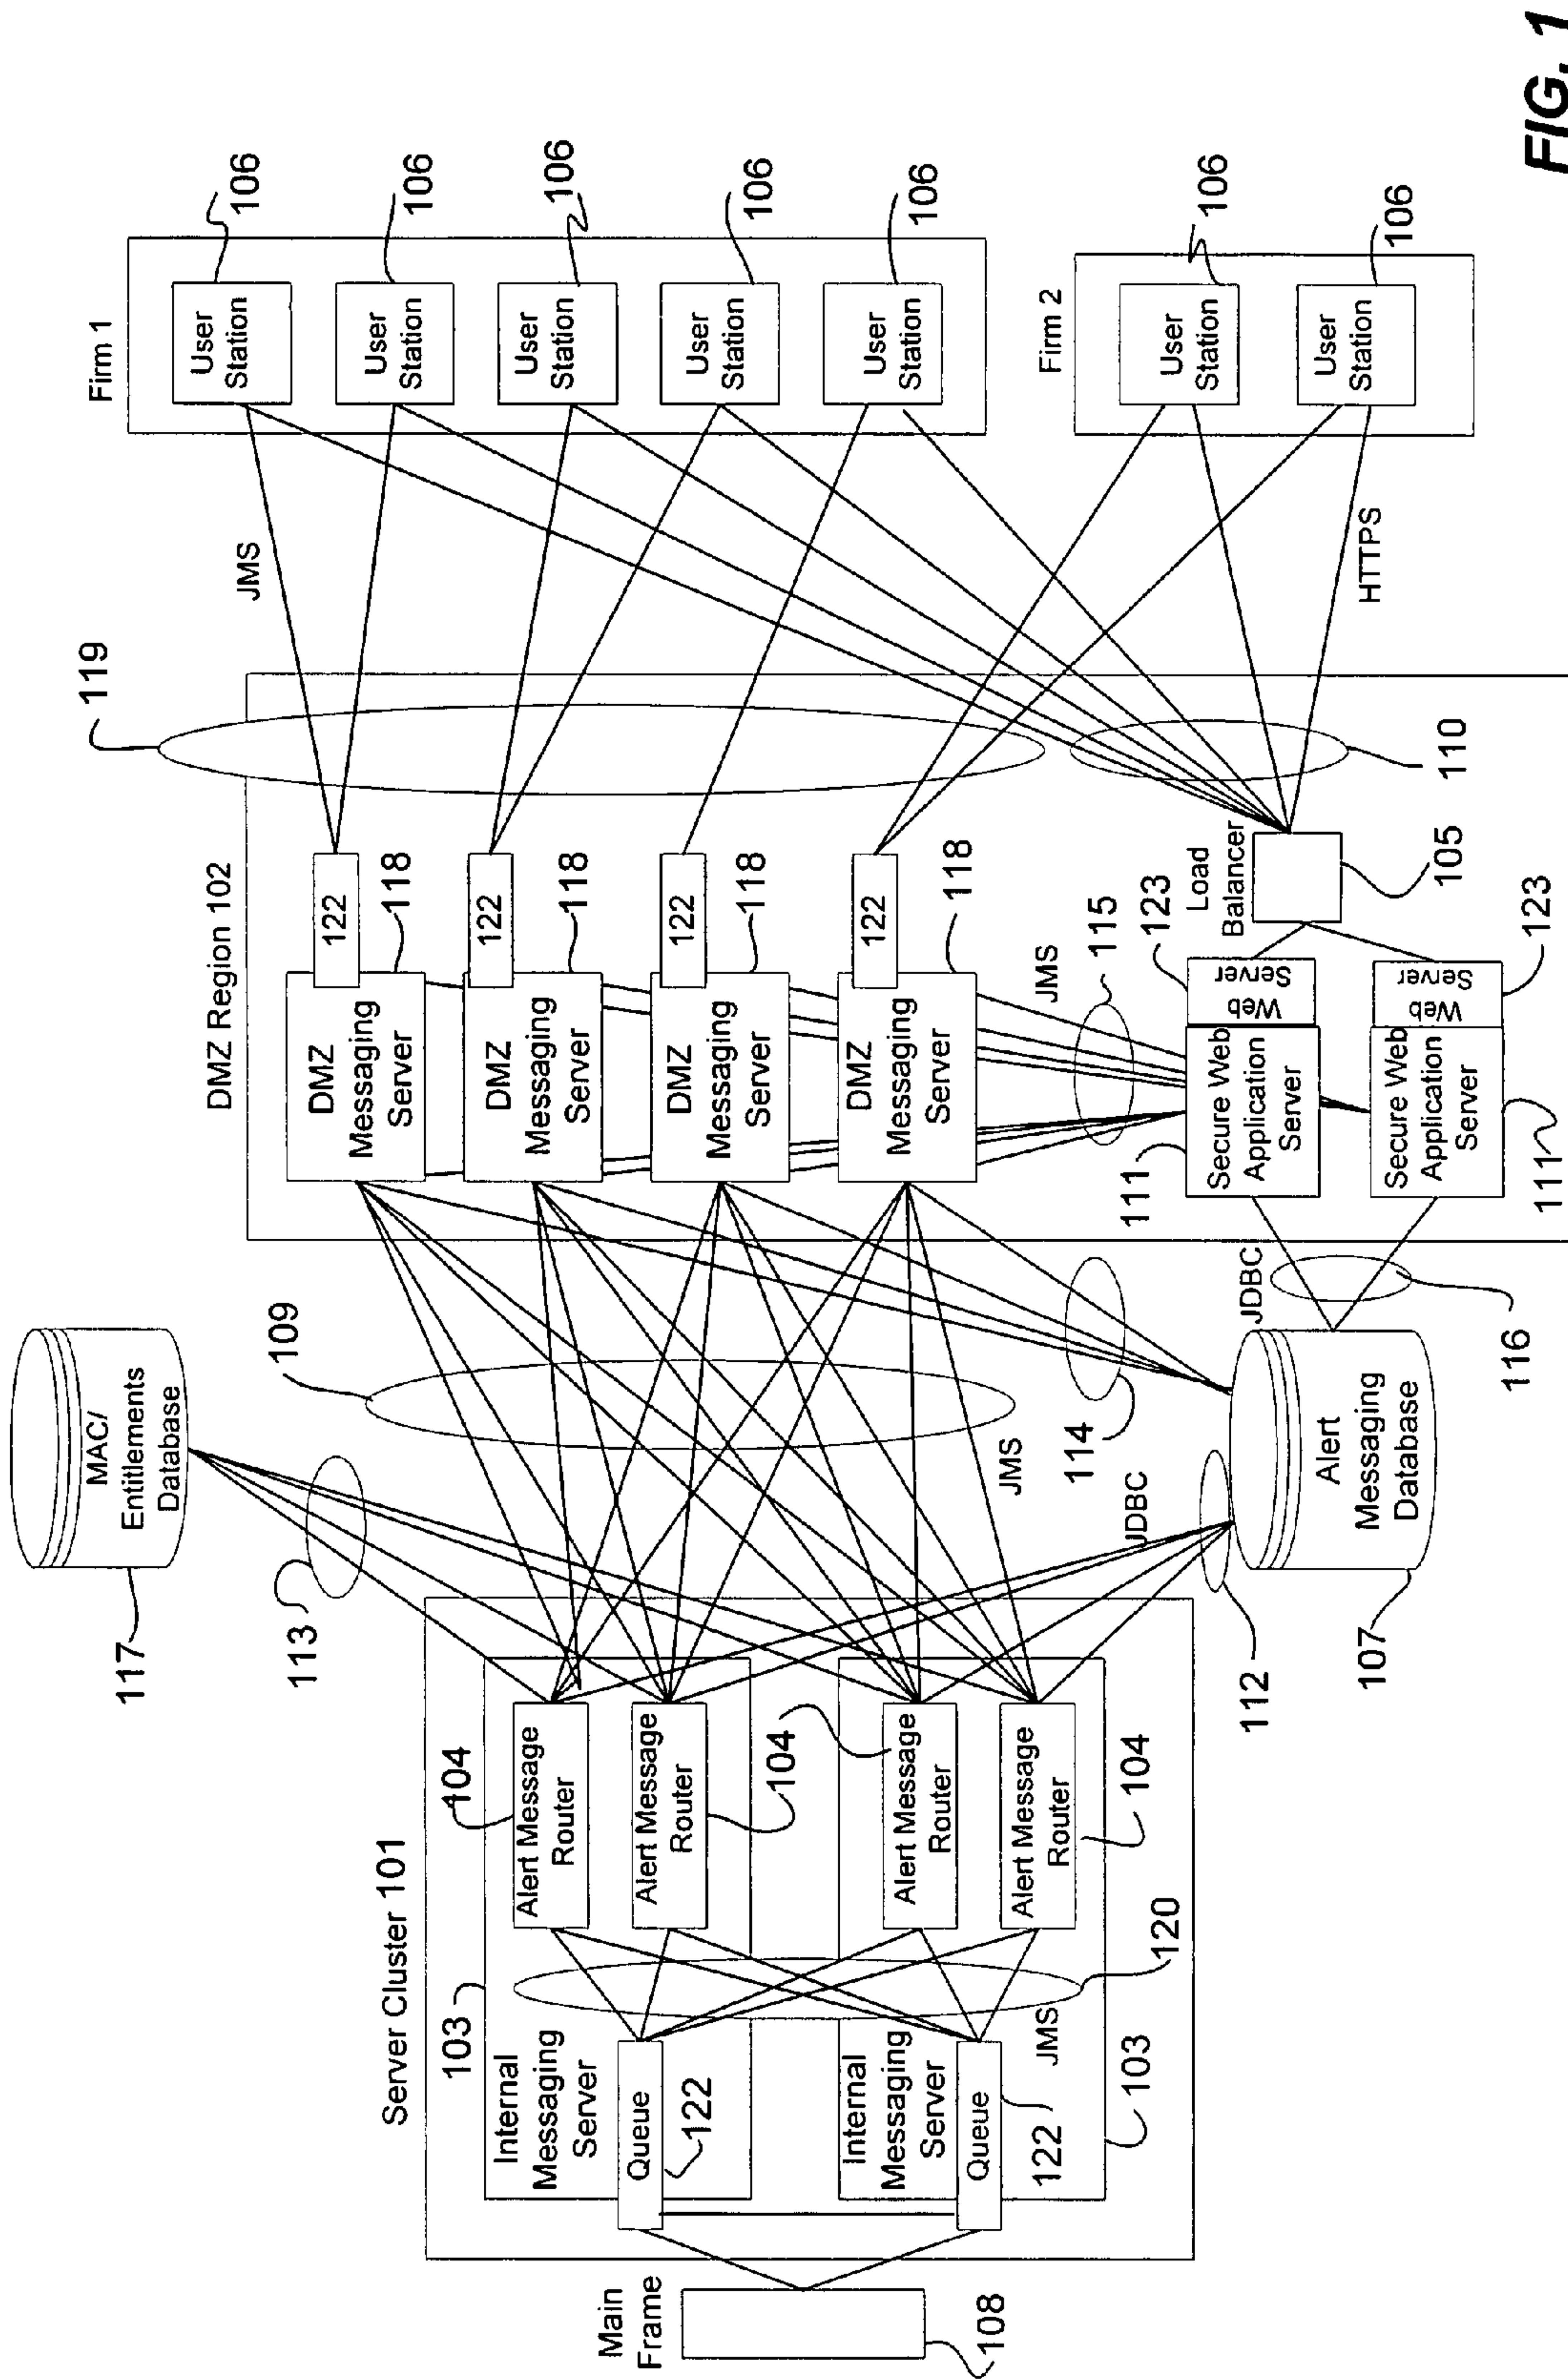 MAC/
Entitlements
Database
117
113
109
119
Server Cluster 101
DMZ Region 102
Firm 1
Main
Frame
108
103
Internal
Messaging
Server
Queue
122
104
Alert Message
Router
Alert Message
Router
104
Internal
Messaging
Server
Queue
122
JMS
103
120
Alert Message
Router
Alert Message
Router
104
DMZ
Messaging
Server
122
118
DMZ
Messaging
Server
122
118
DMZ
Messaging
Server
122
118
DMZ
Messaging
Server
122
118
JMS
User
Station
106
User
Station
106
User
Station
106
User
Station
106
User
Station
106
Firm 2
User
Station
106
User
Station
106
HTTPS
JMS
114
JDBC
112
107
Alert
Messaging
Database
JDBC
116
JMS
115
111
Secure Web
Application
Server
Web
Server
123
Secure Web
Application
Server
Web
Server
123
111
Load
Balancer
105
110
FIG. 1